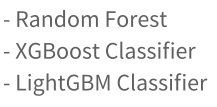 - Random Forest
- XGBoost Classifier
- LightGBM Classifier